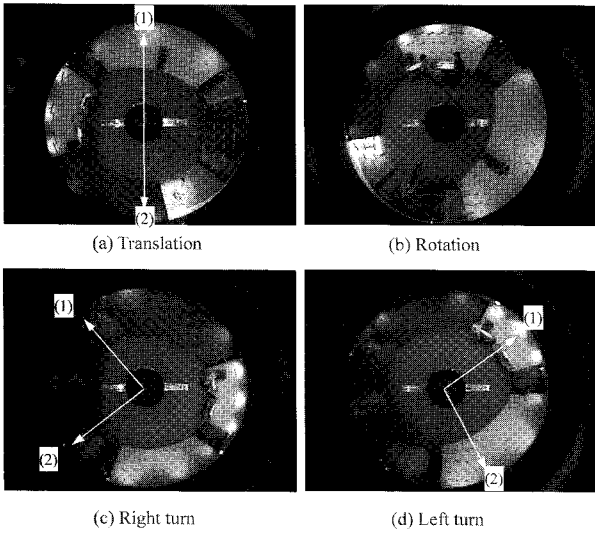 (1)
(2)
(a) Translation
(b) Rotation
(1)
(2)
(c) Right turn
(1)
(2)
(d) Left turn